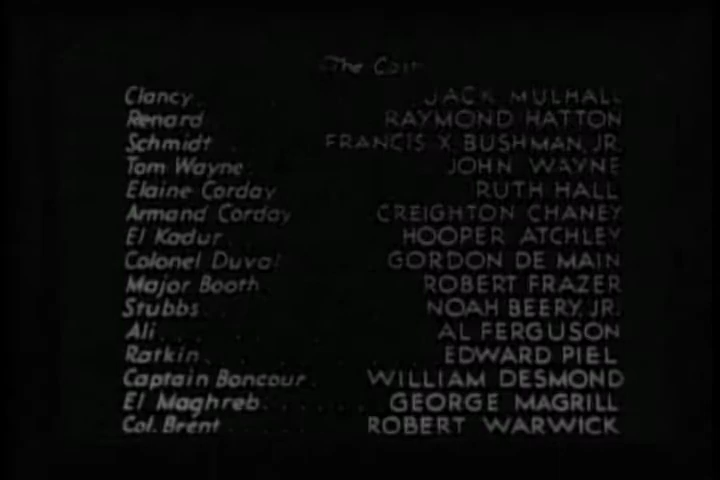 The Cast
Clancy JACK MULHALL
Renard RAYMOND HATTON
Schmidt . FRANCIS X. BUSHMAN, JR.
Tom Wayne JOHN WAYNE
Elaine Corday RUTH HALL
Armand Corday CREIGHTON CHANEY
El Kadur HOOPER ATCHLEY
Colonel Duval GORDON DE MAIN
Major Booth ROBERT FRAZER
Stubbs NOAH BEERY, JR.
Ali . . . . AL FERGUSON
Ratkin . . . EDWARD PIEL
Captain Boncour . WILLIAM DESMOND
El Maghreb . . . . . . GEORGE MAGRILL
Col. Brent . . . . ROBERT WARWICK